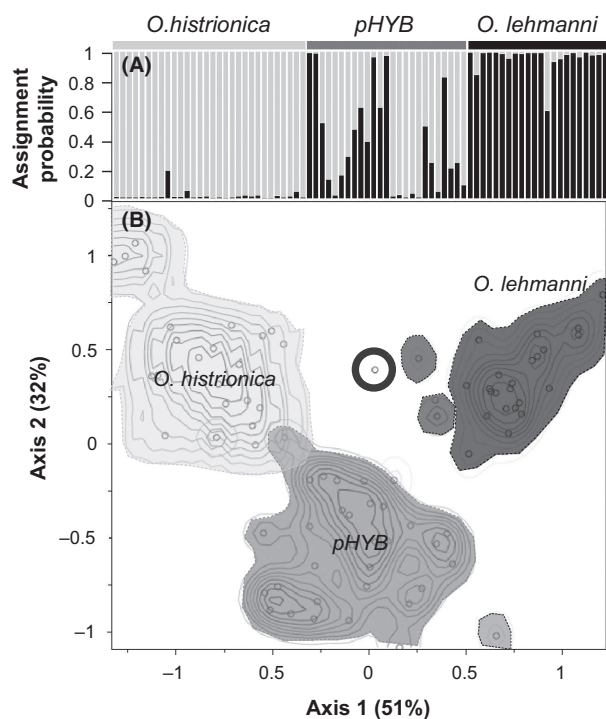 O.histrionica pHYB O. lehmanni
(A)
Assignment
probability
1
0.8
0.6
0.4
0.2
0
(B)
O. lehmanni
O. histrionica
pHYB
Axis 2 (32%)
1
0.5
0
–0.5
–1
–1 0.5 0 0.5 1
Axis 1 (51%)